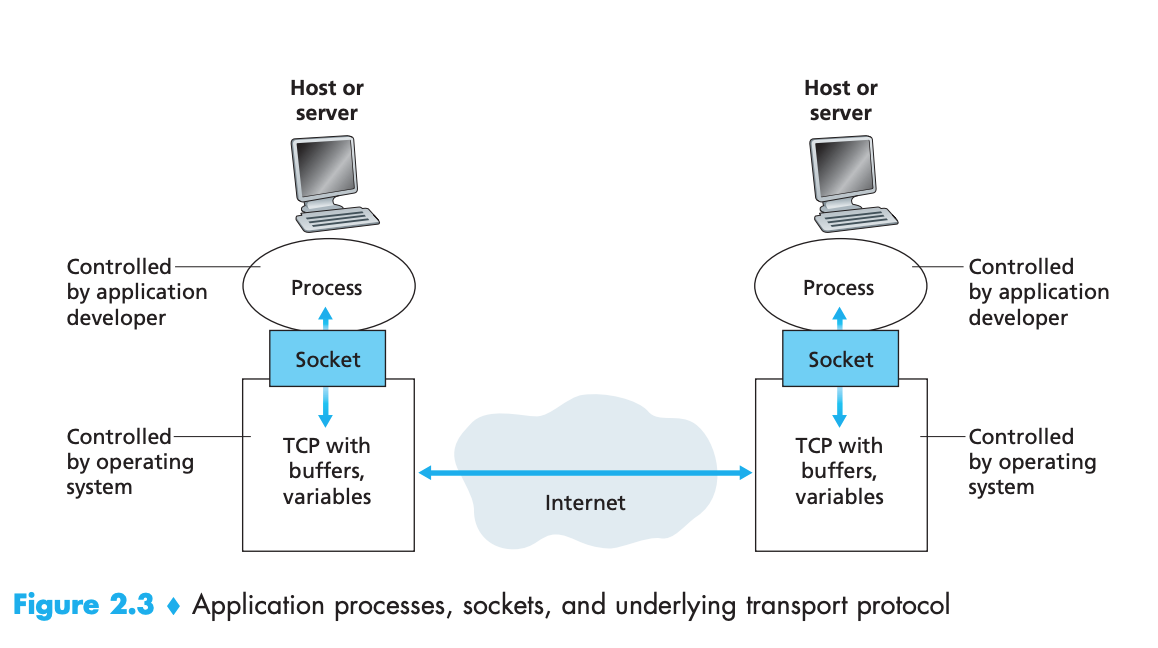 Host or
server
Host or
server
Controlled
by application
developer
Process
Process
Controlled
by application
developer
Socket
Socket
Controlled
by operating
system
TCP with
buffers,
variables
Internet
TCP with
buffers,
variables
Controlled
by operating
system
Figure 2.3 ♦ Application processes, sockets, and underlying transport protocol